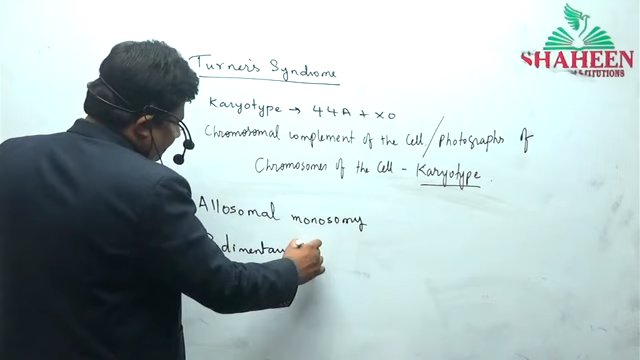 SHAHEEN
INSTITUTIONS
Turner's Syndrome
Karyotype → 44A + XO
Chromosomal complement of the Cell / photographs of
Chromosomes of the Cell - Karyotype.
Allosomal monosomy